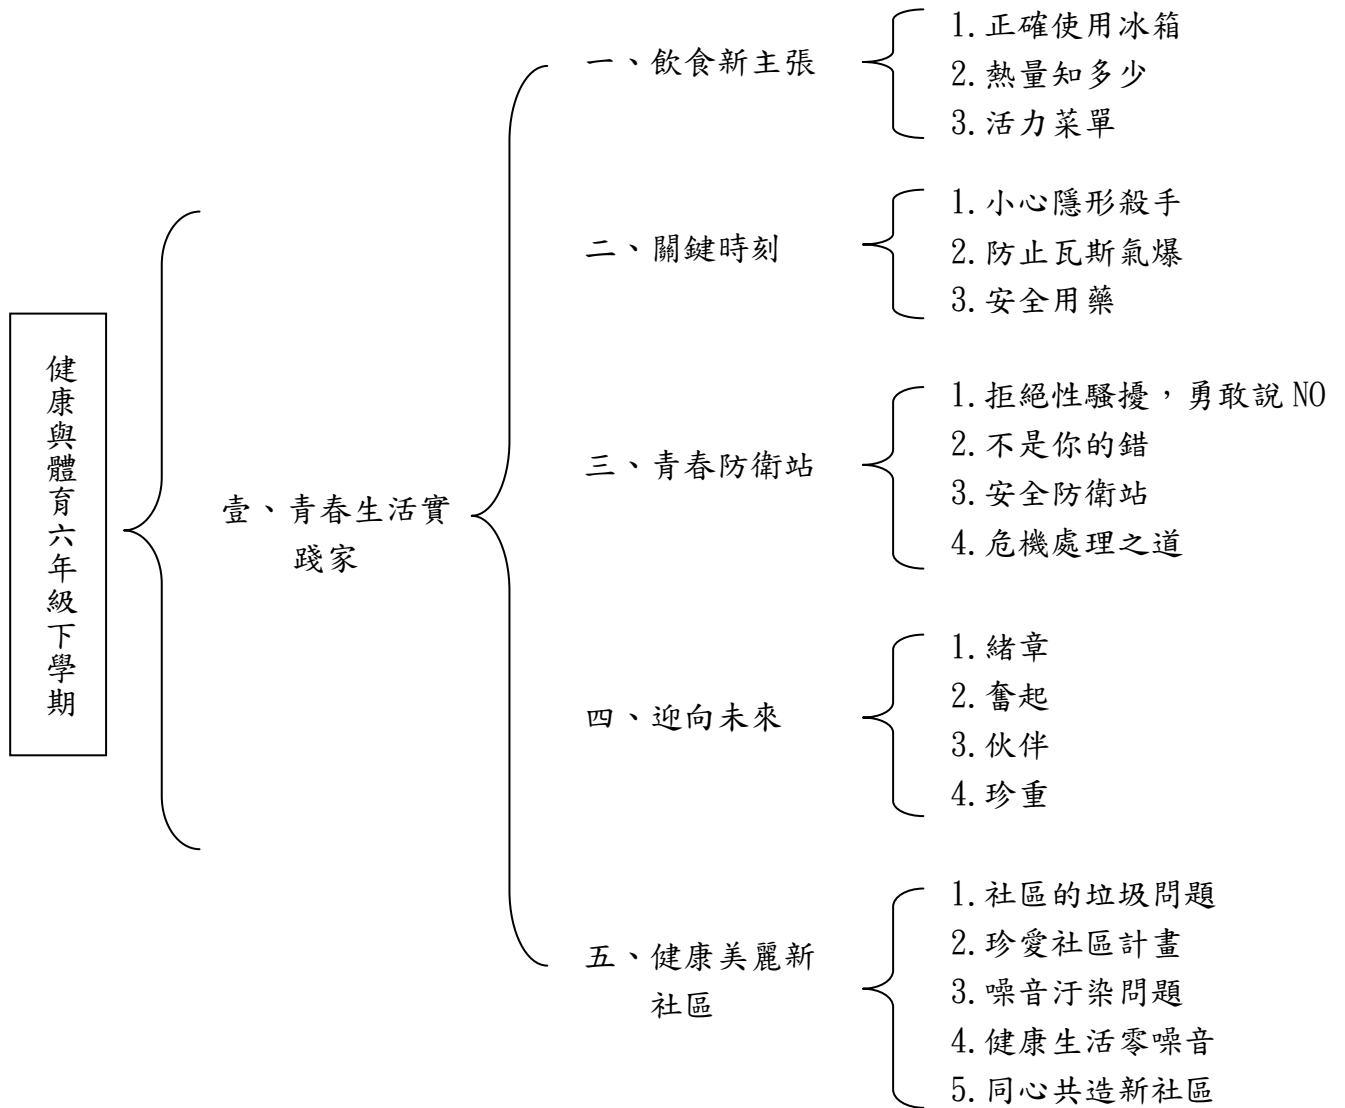 健康與體育六年級下學期
壹、青春生活實
踐家
一、飲食新主張
1.正確使用冰箱
2.熱量知多少
3.活力菜單
二、關鍵時刻
1.小心隱形殺手
2.防止瓦斯氣爆
3.安全用藥
三、青春防衛站
1.拒絕性騷擾，勇敢說 NO
2.不是你的錯
3.安全防衛站
4.危機處理之道
四、迎向未來
1.緒章
2.奮起
3.伙伴
4.珍重
五、健康美麗新
社區
1.社區的垃圾問題
2.珍愛社區計畫
3.噪音汙染問題
4.健康生活零噪音
5.同心共造新社區